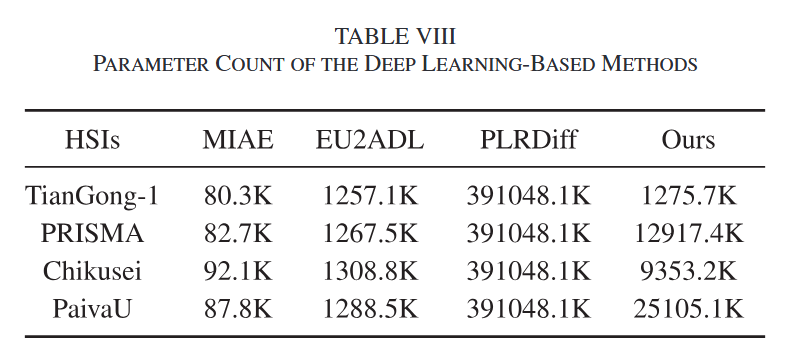 TABLE VIII
PARAMETER COUNT OF THE DEEP LEARNING-BASED METHODS
HSIs MIAE EU2ADL PLRDiff Ours
TianGong-1 80.3K 1257.1K 391048.1K 1275.7K
PRISMA 82.7K 1267.5K 391048.1K 12917.4K
Chikusei 92.1K 1308.8K 391048.1K 9353.2K
PaivaU 87.8K 1288.5K 391048.1K 25105.1K